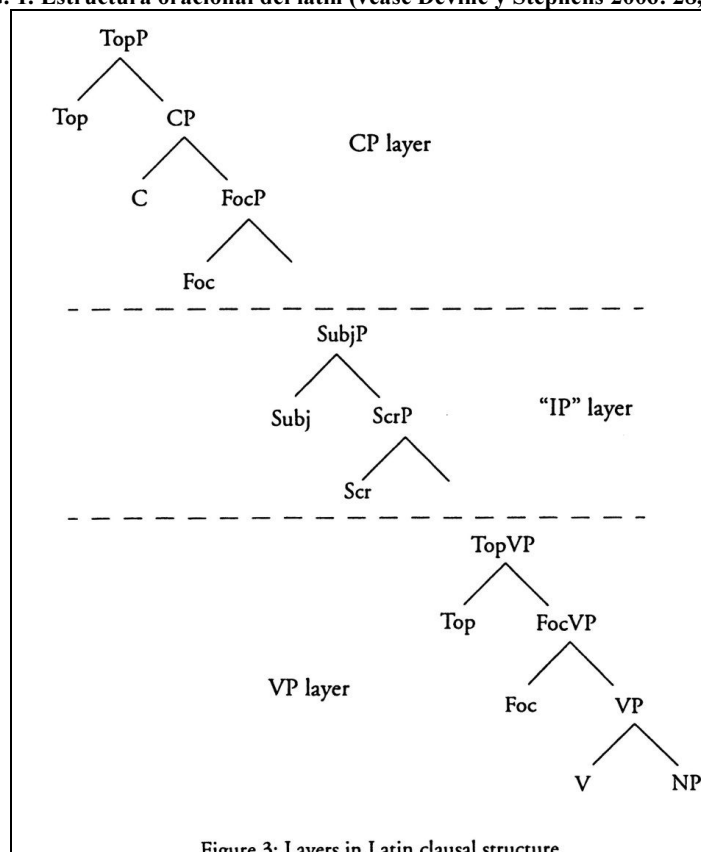 1. Estructura oracional del latín (véase Devine y Stephens 2006: 28,
TopP
Top CP
CP layer
C FocP
Foc
SubjP
Subj ScrP
“IP” layer
Scr
TopVP
Top FocVP
VP layer
Foc VP
V NP
Figure 3: Layers in Latin clausal structure